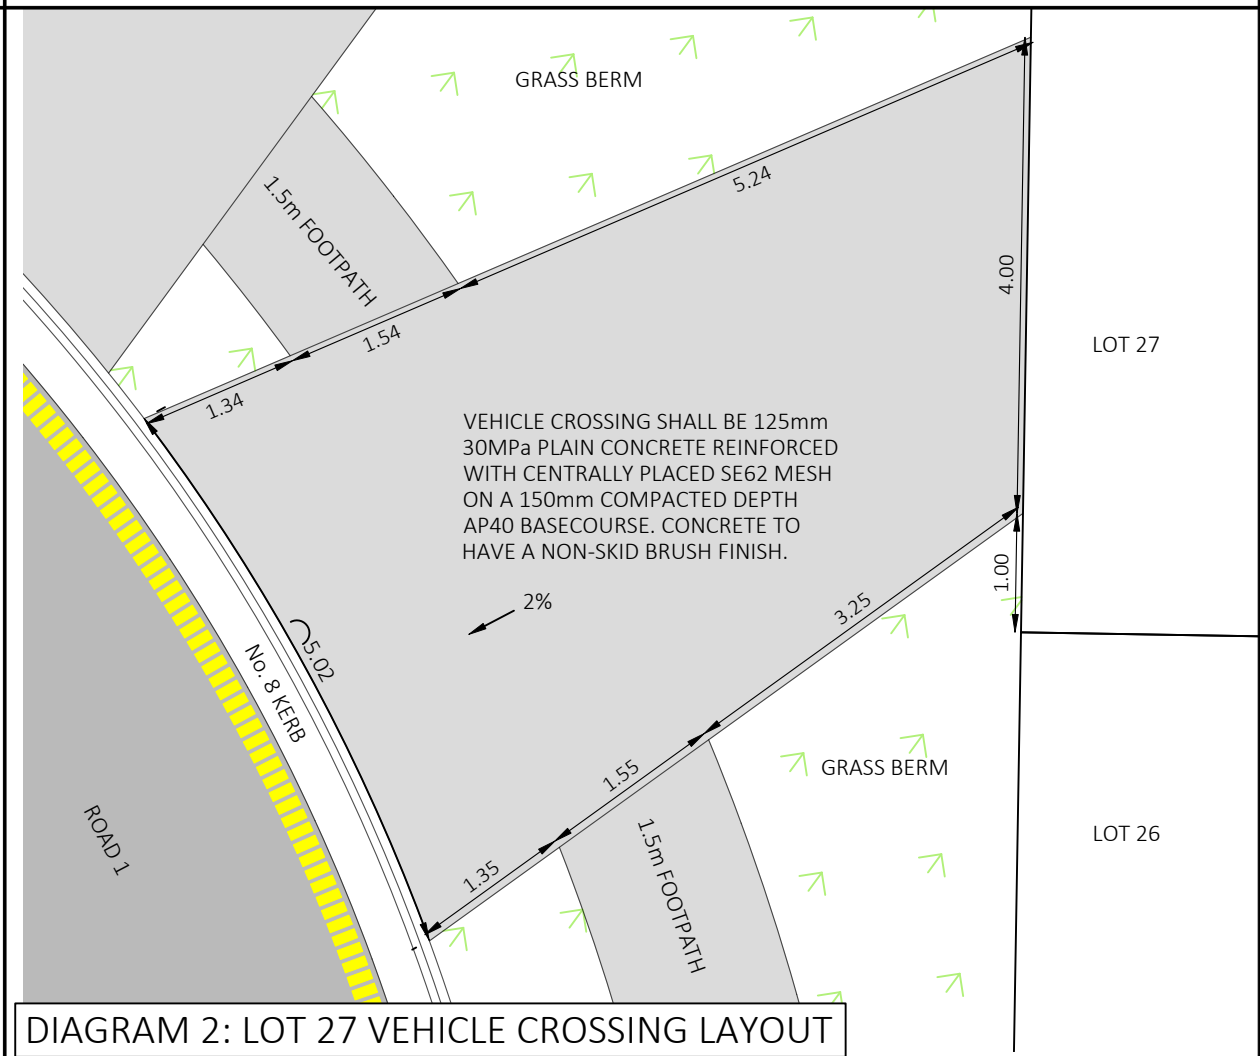 GRASS BERM
5.24
1.5m FOOTPATH
4.00
1.54
LOT 27
1.34
VEHICLE CROSSING SHALL BE 125mm
30MPa PLAIN CONCRETE REINFORCED
WITH CENTRALLY PLACED SE62 MESH
ON A 150mm COMPACTED DEPTH
AP40 BASECOURSE. CONCRETE TO
HAVE A NON-SKID BRUSH FINISH.
1.00
2%
3.25
5.02
No. 8 KERB
1.55
GRASS BERM
ROAD 1
LOT 26
1.35
1.5m FOOTPATH
DIAGRAM 2: LOT 27 VEHICLE CROSSING LAYOUT